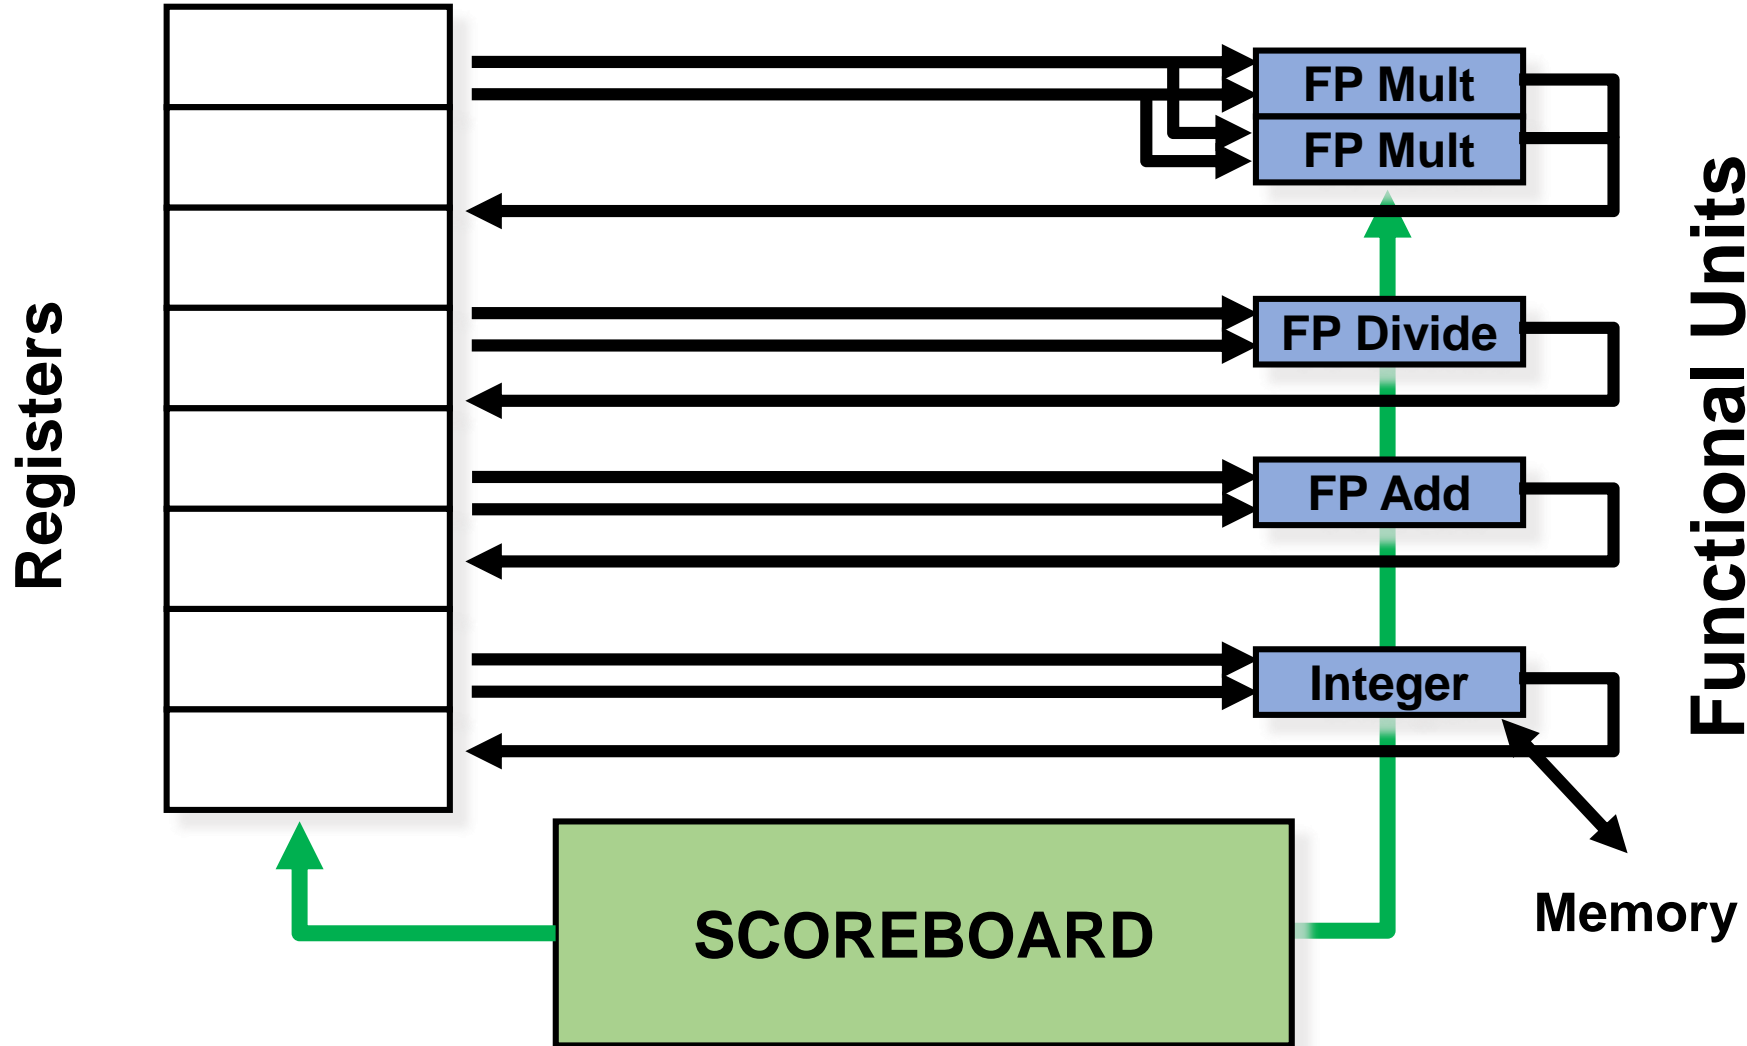 Registers
FP Mult
FP Mult
FP Divide
FP Add
Integer
Functional Units
Memory
SCOREBOARD